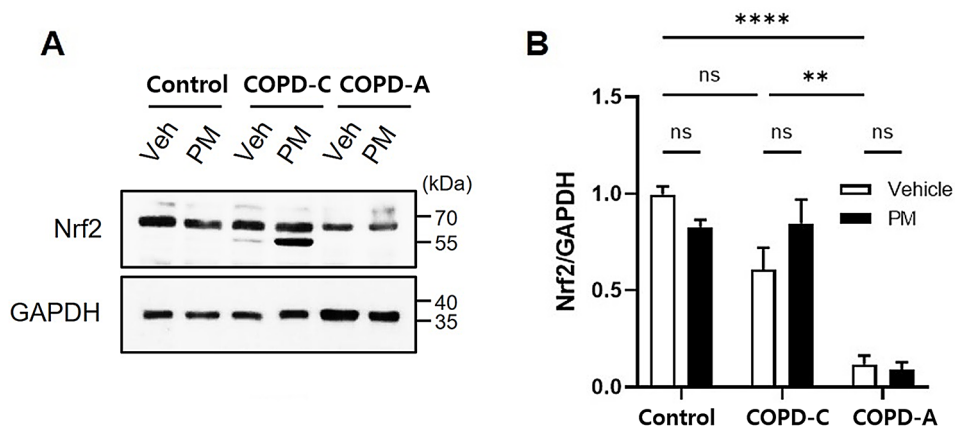 A
Control COPD-C COPD-A
Veh PM Veh PM Veh PM
(kDa)
Nrf2
70
55
GAPDH
40
35
B
****
ns **
ns ns ns
1.5
1.0
0.5
0.0
Nrf2/GAPDH
Vehicle
PM
Control COPD-C COPD-A